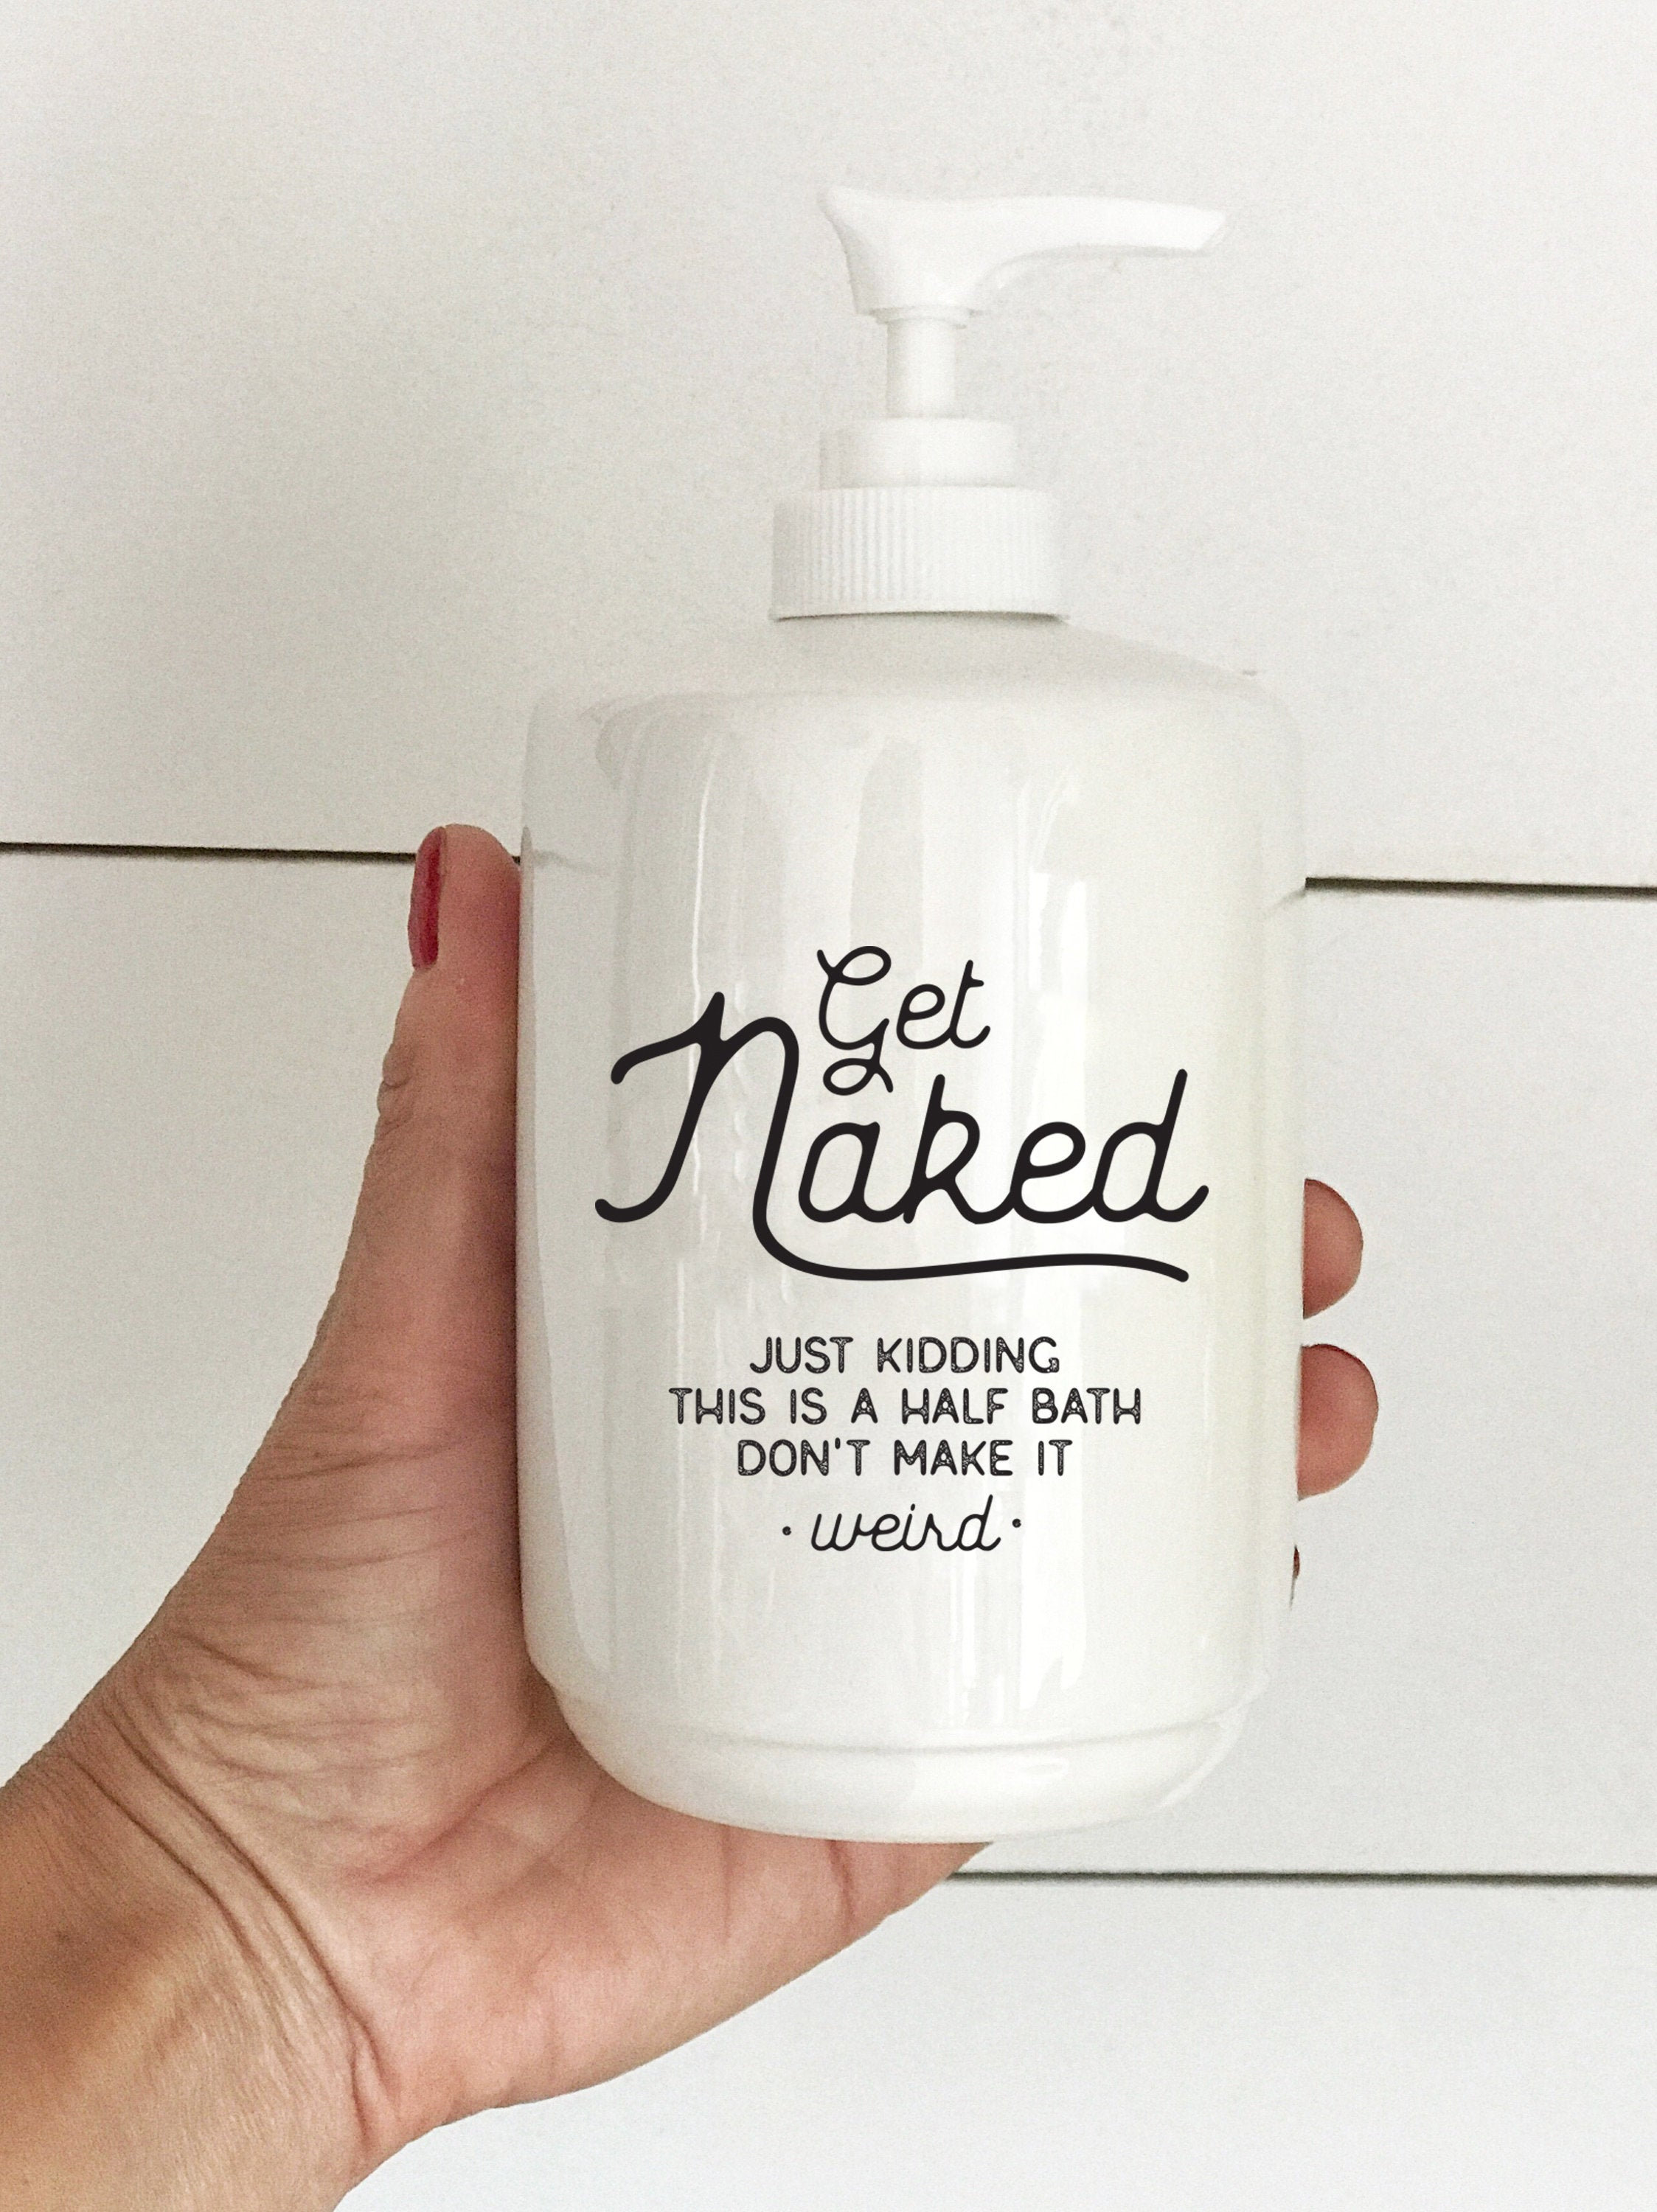 Get
Naked
JUST KIDDING
THIS IS A HALF BATH
DON'T MAKE IT
· weird ·